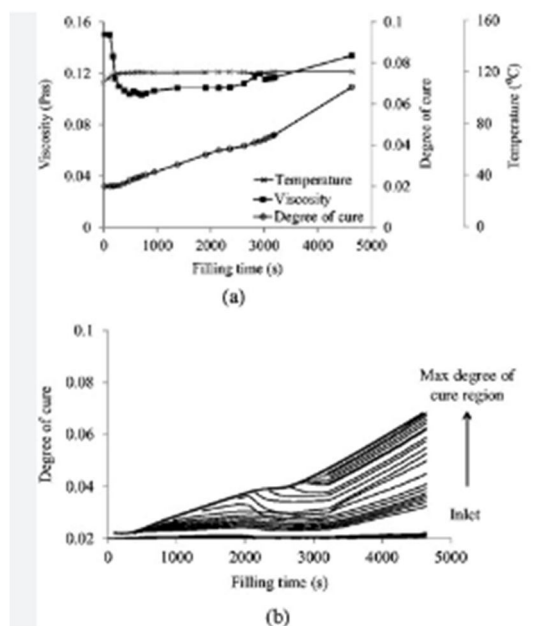 0.16
0.12
0.08
0.04
0
Viscosity (Pas)
0.1
0.08
0.06
0.04
0.02
0
Degree of cure
160
120
80
40
0
Temperature (⁰C)
Temperature
Viscosity
Degree of cure
0 1000 2000 3000 4000 5000
Filling time (s)
(a)
0.1
0.08
0.06
0.04
0.02
Degree of cure
Max degree of
cure region
Inlet
0 1000 2000 3000 4000 5000
Filling time (s)
(b)